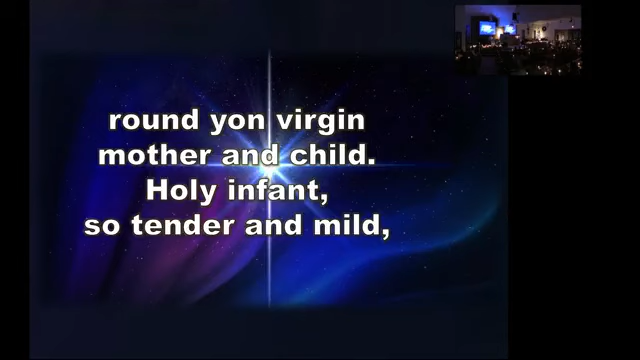 round yon virgin
mother and child.
Holy infant,
so tender and mild,